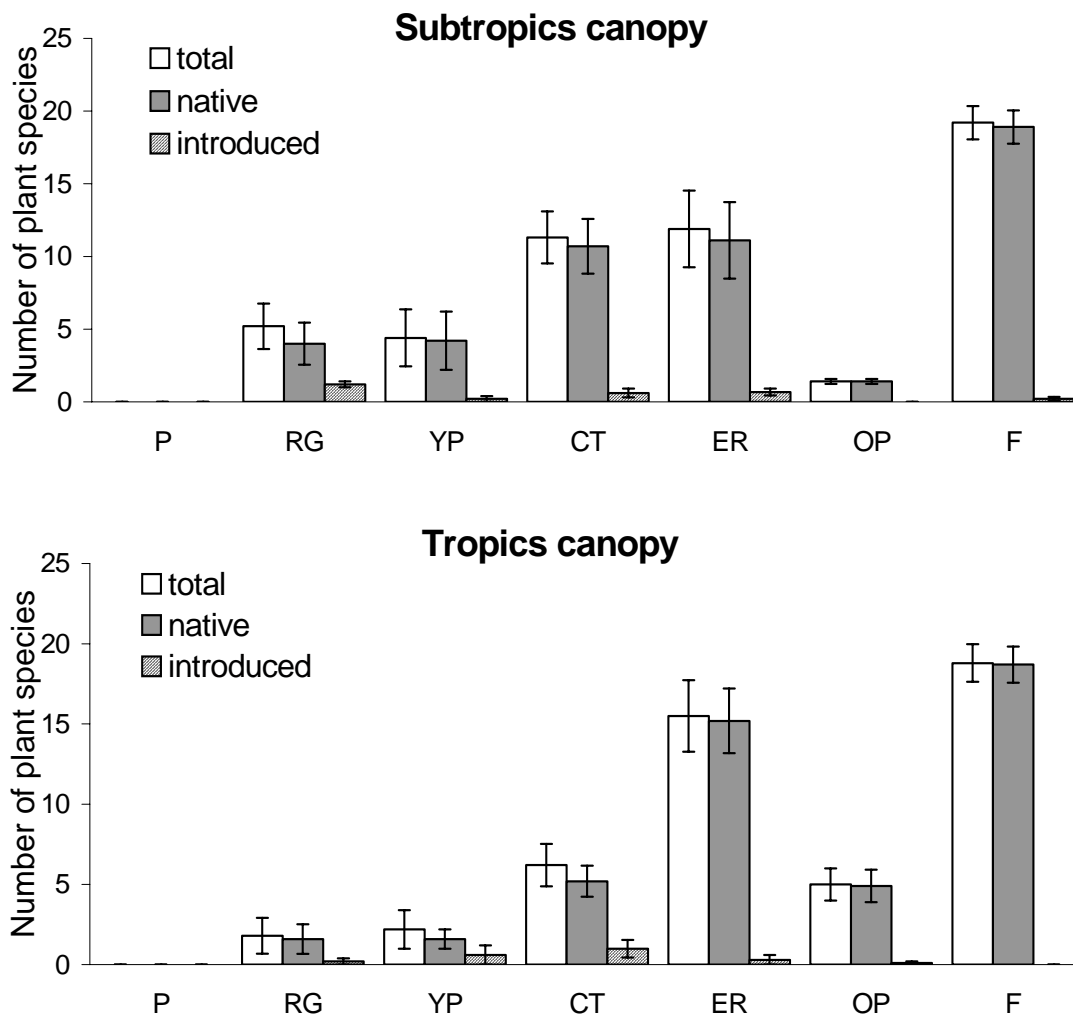 Subtropics canopy
25
20
15
10
5
0
Number of plant species
total
native
introduced
P RG YP CT ER OP F
Tropics canopy
25
20
15
10
5
0
Number of plant species
total
native
introduced
P RG YP CT ER OP F